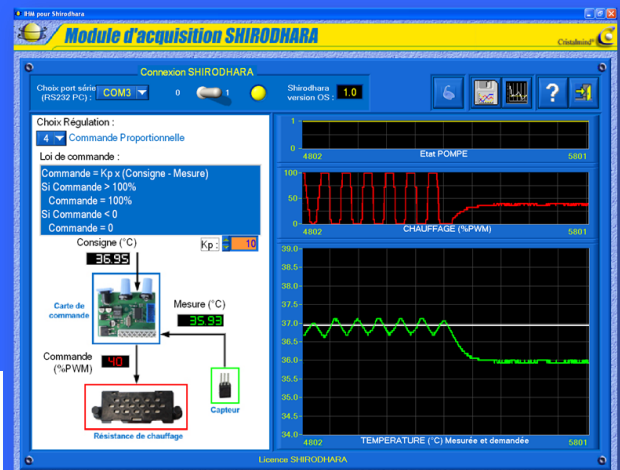 IHM pour Shirodhara
Module d'acquisition SHIRODHARA
Cristalmind®
Connexion SHIRODHARA
Choix port série
(RS232 PC) :
COM3
0
1
Shirodhara
version OS :
1.0
?
Choix Régulation :
4
Commande Proportionnelle
Loi de commande :
Commande = Kp x (Consigne - Mesure)
Si Commande > 100%
Commande = 100%
Si Commande < 0
Commande = 0
Consigne (°C)
36.95
Kp :
10
Carte de
commande
Mesure (°C)
35.93
Commande
(%PWM)
40
Capteur
Résistance de chauffage
1
0
4802
Etat POMPE
5801
100
50
0
4802
CHAUFFAGE (%PWM)
5801
39.0
38.5
38.0
37.5
37.0
36.5
36.0
35.5
35.0
34.5
34.0
4802
TEMPERATURE (°C) Mesurée et demandée
5801
Licence SHIRODHARA